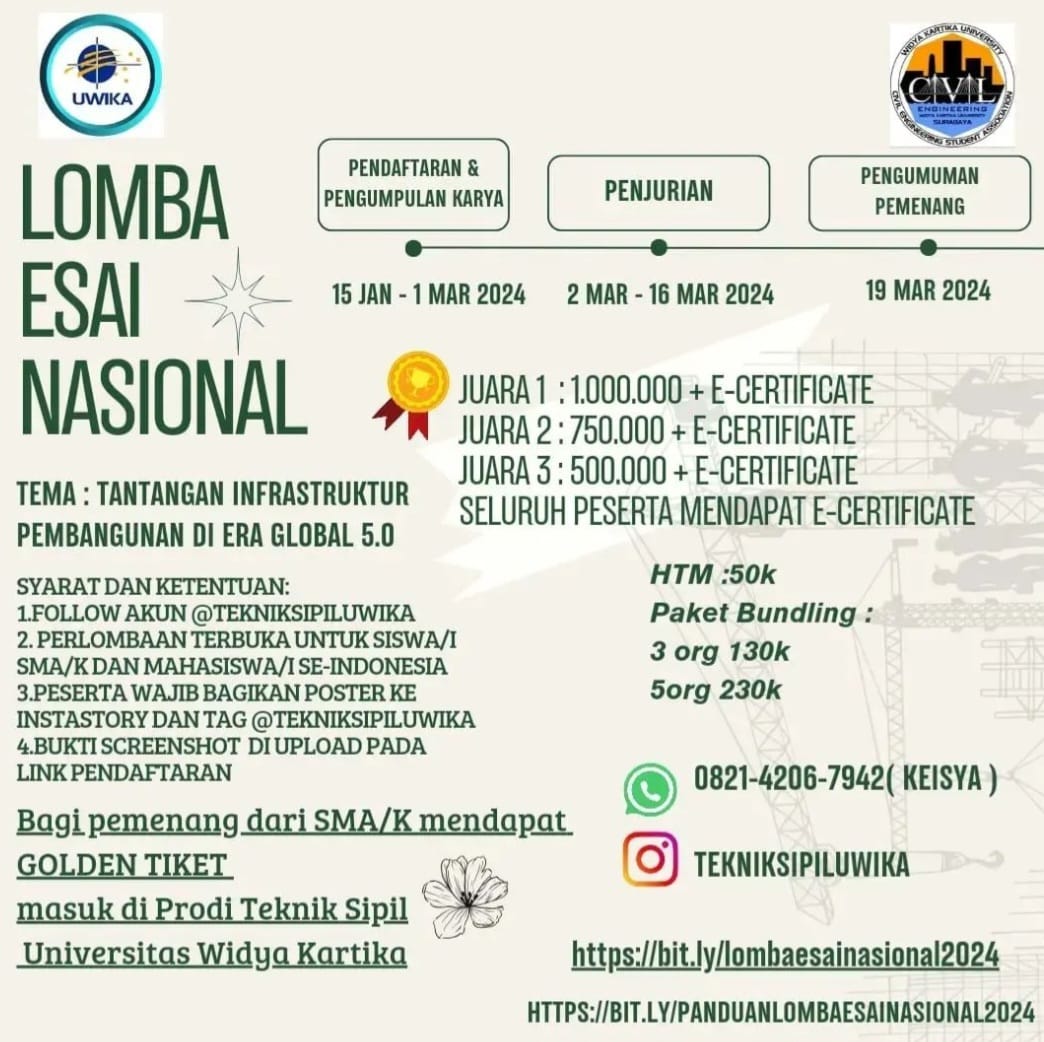 UWIKA
WIDYA KARTIKA UNIVERSITY
CIVIL
ENGINEERING
WIDYA KARTIKA UNIVERSITY
SURABAYA
CIVIL ENGINEERING STUDENT ASSOCIATION
LOMBA
ESAI
NASIONAL
PENDAFTARAN &
PENGUMPULAN KARYA
PENJURIAN
PENGUMUMAN
PEMENANG
15 JAN - 1 MAR 2024
2 MAR - 16 MAR 2024
19 MAR 2024
JUARA 1 : 1.000.000 + E-CERTIFICATE
JUARA 2 : 750.000 + E-CERTIFICATE
JUARA 3 : 500.000 + E-CERTIFICATE
SELURUH PESERTA MENDAPAT E-CERTIFICATE
TEMA : TANTANGAN INFRASTRUKTUR
PEMBANGUNAN DI ERA GLOBAL 5.0
SYARAT DAN KETENTUAN:
1.FOLLOW AKUN @TEKNIKSIPILUWIKA
2. PERLOMBAAN TERBUKA UNTUK SISWA/I
SMA/K DAN MAHASISWA/I SE-INDONESIA
3.PESERTA WAJIB BAGIKAN POSTER KE
INSTASTORY DAN TAG @TEKNIKSIPILUWIKA
4.BUKTI SCREENSHOT DI UPLOAD PADA
LINK PENDAFTARAN
HTM :50k
Paket Bundling :
3 org 130k
5org 230k
Bagi pemenang dari SMA/K mendapat
GOLDEN TIKET
masuk di Prodi Teknik Sipil
Universitas Widya Kartika
0821-4206-7942( KEISYA )
TEKNIKSIPILUWIKA
https://bit.ly/lombaesainasional2024
HTTPS://BIT.LY/PANDUANLOMBAESAINASIONAL2024